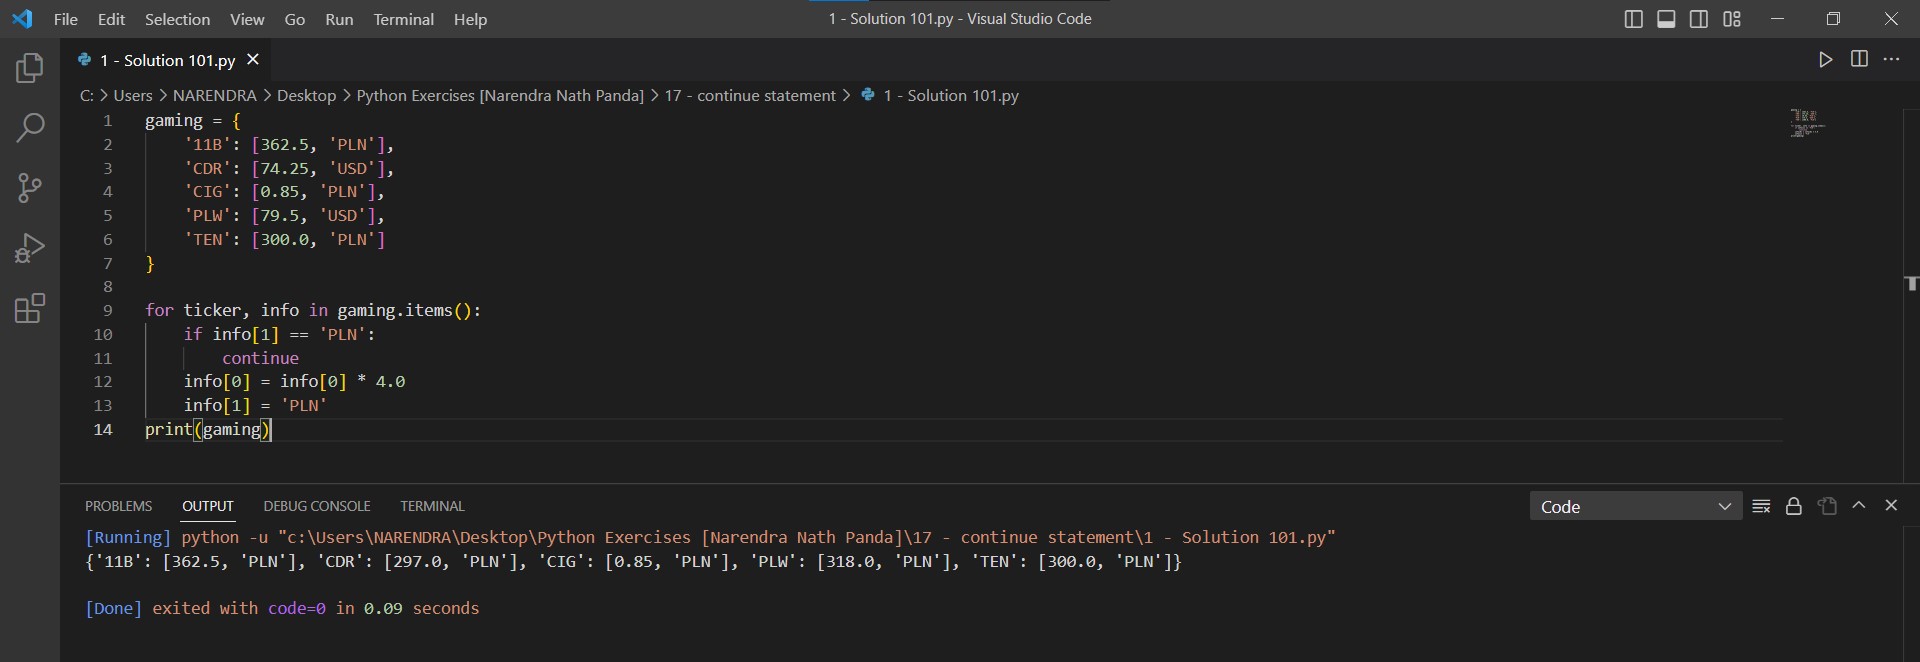 File Edit Selection View Go Run Terminal Help 1 - Solution 101.py - Visual Studio Code
1 - Solution 101.py
C: > Users > NARENDRA > Desktop > Python Exercises [Narendra Nath Panda] > 17 - continue statement > 1 - Solution 101.py
1 gaming = {
2     '11B': [362.5, 'PLN'],
3     'CDR': [74.25, 'USD'],
4     'CIG': [0.85, 'PLN'],
5     'PLW': [79.5, 'USD'],
6     'TEN': [300.0, 'PLN']
7 }
8
9 for ticker, info in gaming.items():
10     if info[1] == 'PLN':
11         continue
12     info[0] = info[0] * 4.0
13     info[1] = 'PLN'
14 print(gaming)
PROBLEMS OUTPUT DEBUG CONSOLE TERMINAL Code
[Running] python -u "c:\Users\NARENDRA\Desktop\Python Exercises [Narendra Nath Panda]\17 - continue statement\1 - Solution 101.py"
{'11B': [362.5, 'PLN'], 'CDR': [297.0, 'PLN'], 'CIG': [0.85, 'PLN'], 'PLW': [318.0, 'PLN'], 'TEN': [300.0, 'PLN']}
[Done] exited with code=0 in 0.09 seconds